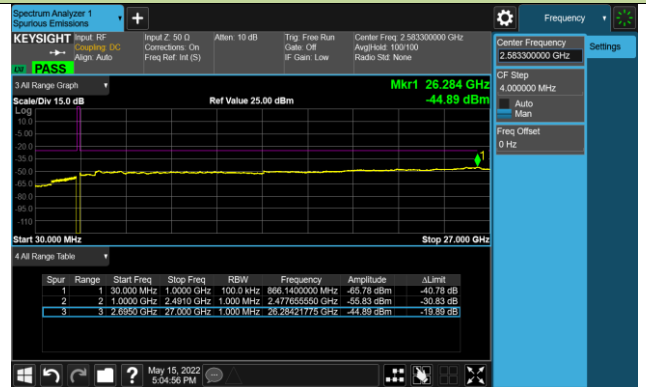 Spectrum Analyzer 1
Spurious Emissions
Frequency
KEYSIGHT
Input: RF
Coupling: DC
Align: Auto
Input Z: 50 Ω
Corrections: On
Freq Ref: Int (S)
Atten: 10 dB
Trig: Free Run
Gate: Off
IF Gain: Low
Center Freq: 2.583300000 GHz
Avg|Hold: 100/100
Radio Std: None
PASS
Center Frequency
2.583300000 GHz
Settings
CF Step
4.000000 MHz
Auto
Man
Freq Offset
0 Hz
3 All Range Graph
Mkr1 26.284 GHz
Scale/Div 15.0 dB
Ref Value 25.00 dBm
-44.89 dBm
Log
10.0
-5.00
-20.0
-35.0
-50.0
-65.0
-80.0
-95.0
-110
1
Start 30.000 MHz
Stop 27.000 GHz
4 All Range Table
Spur Range Start Freq Stop Freq RBW Frequency Amplitude ΔLimit
1 1 30.000 MHz 1.0000 GHz 100.0 kHz 866.1400000 MHz -65.78 dBm -40.78 dB
2 2 1.0000 GHz 2.4910 GHz 1.000 MHz 2.477655550 GHz -55.83 dBm -30.83 dB
3 3 2.6950 GHz 27.000 GHz 1.000 MHz 26.28421775 GHz -44.89 dBm -19.89 dB
?
May 15, 2022
5:04:56 PM